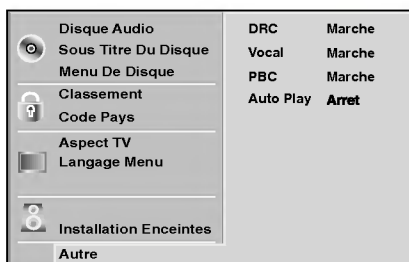 Disque Audio
Sous Titre Du Disque
Menu De Disque
Classement
Code Pays
Aspect TV
Langage Menu
Installation Enceintes
Autre
DRC Marche
Vocal Marche
PBC Marche
Auto Play Arret